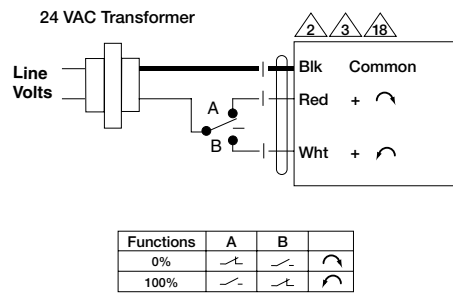 24 VAC Transformer
2 3 18
Line
Volts
Blk Common
Red +
A
B
Wht +
Functions A B
0%
100%